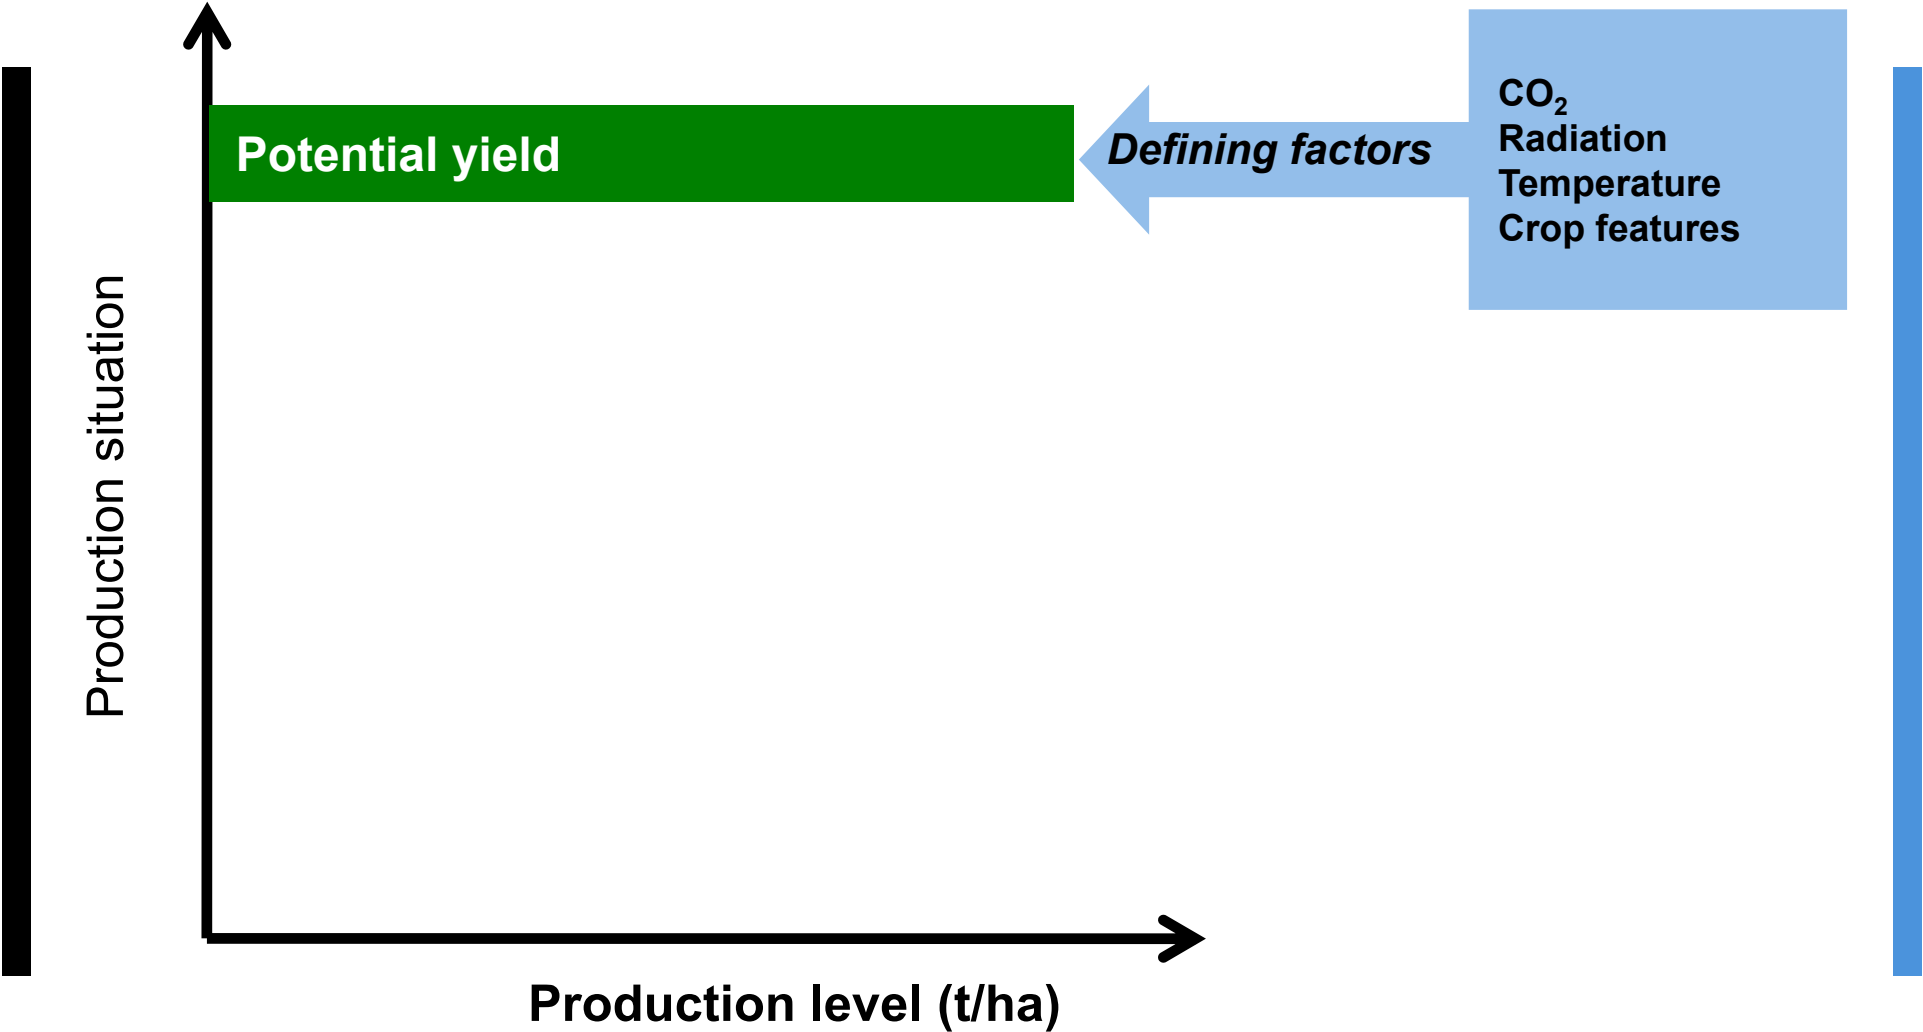 Potential yield
Defining factors
CO₂
Radiation
Temperature
Crop features
Production situation
Production level (t/ha)